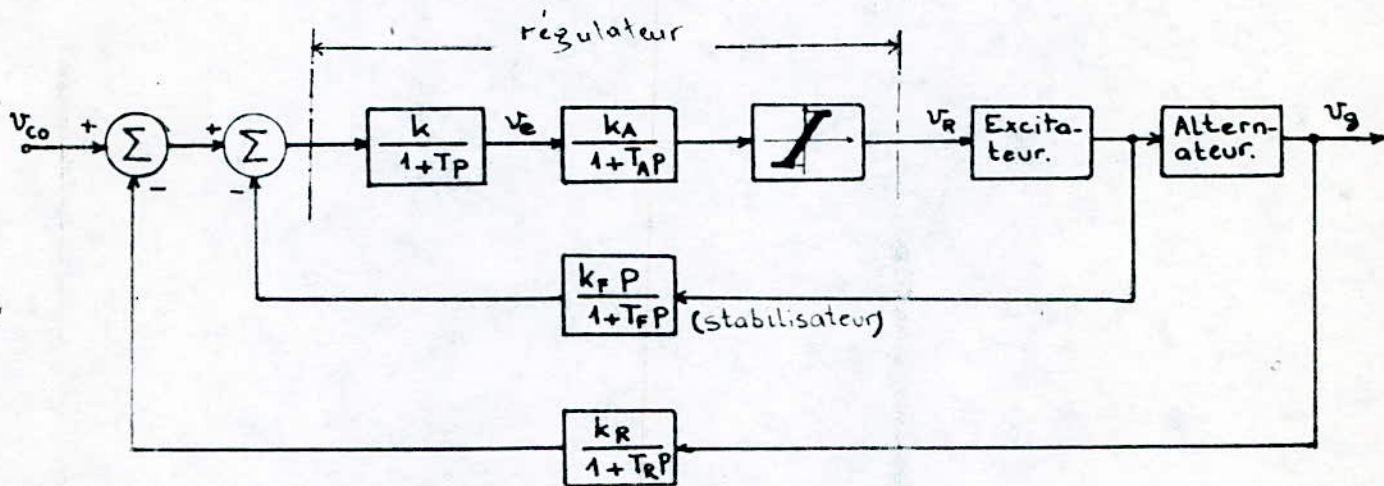 régulateur
v_co
+
Σ
−
+
Σ
−
k
1+Tp
v_e
k_A
1+T_A p
v_R
Excita-
teur.
Altern-
ateur.
v_g
k_F p
1+T_F p
(stabilisateur)
k_R
1+T_R p